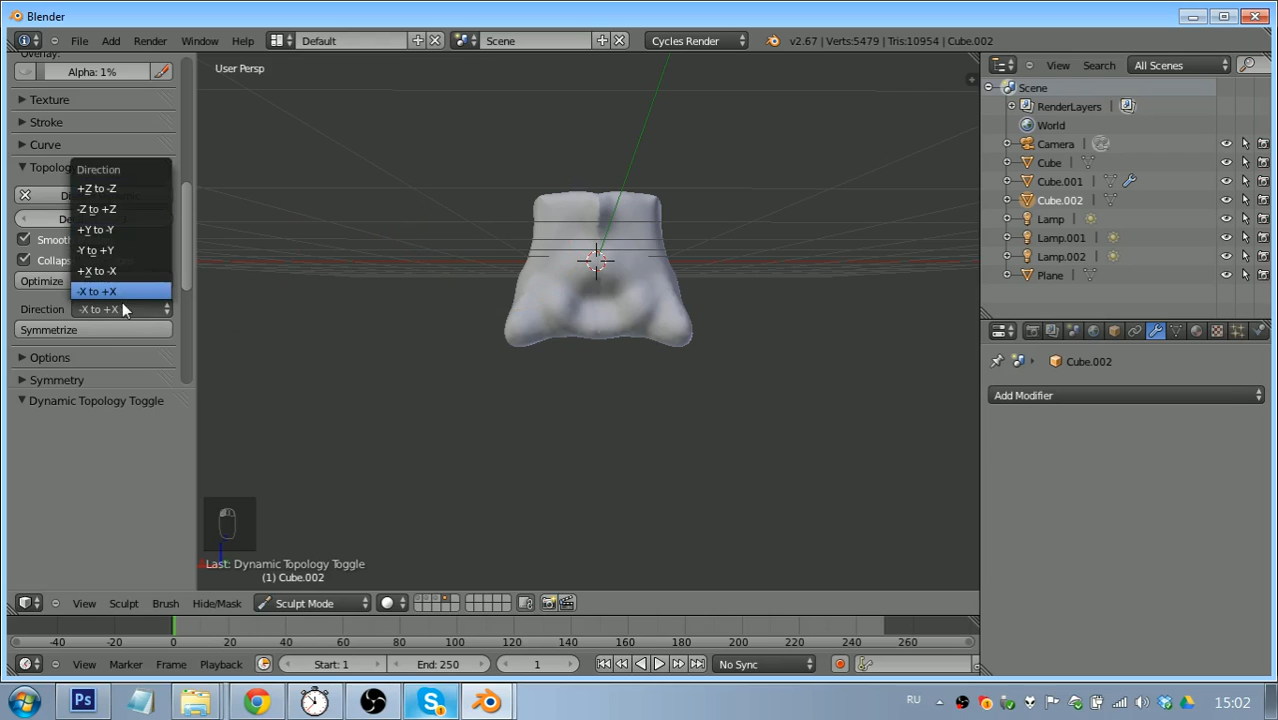 Blender
File Add Render Window Help Default Scene Cycles Render v2.67 | Verts:5479 | Tris:10954 | Cube.002 View Search All Scenes
Overlay:
Alpha: 1%
Texture
Stroke
Curve
Topology
Direction
+Z to -Z
-Z to +Z
+Y to -Y
-Y to +Y
+X to -X
-X to +X
Smoo
Collaps
Optimize
Direction -X to +X
Symmetrize
Options
Symmetry
Dynamic Topology Toggle
User Persp
Last: Dynamic Topology Toggle
(1) Cube.002
Scene
RenderLayers
World
Camera
Cube
Cube.001
Cube.002
Lamp
Lamp.001
Lamp.002
Plane
Cube.002
Add Modifier
View Sculpt Brush Hide/Mask Sculpt Mode
-40 -20 0 20 40 60 80 100 120 140 160 180 200 220 240 260
View Marker Frame Playback Start: 1 End: 250 1 No Sync
Ps
RU 15:02